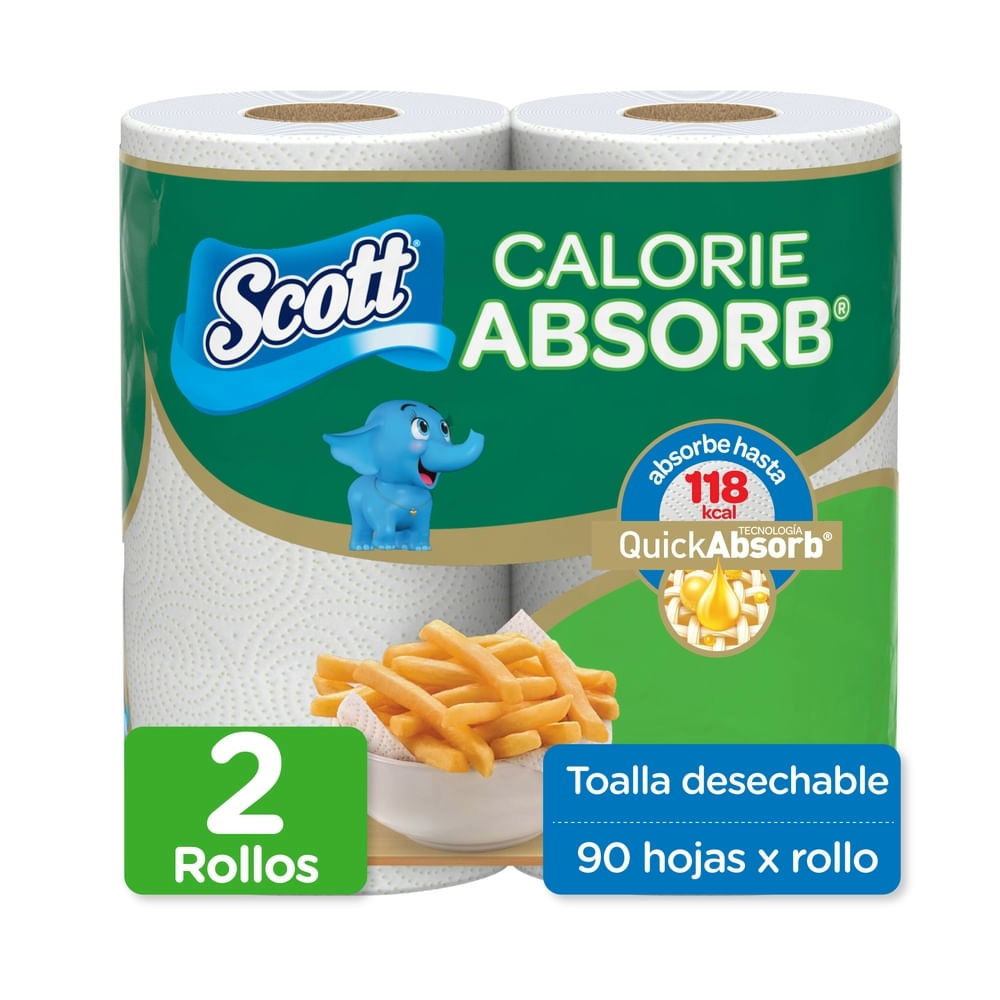 Scott®
CALORIE
ABSORB®
absorbe hasta
118
kcal
TECNOLOGÍA
QuickAbsorb®
2
Rollos
Toalla desechable
90 hojas x rollo